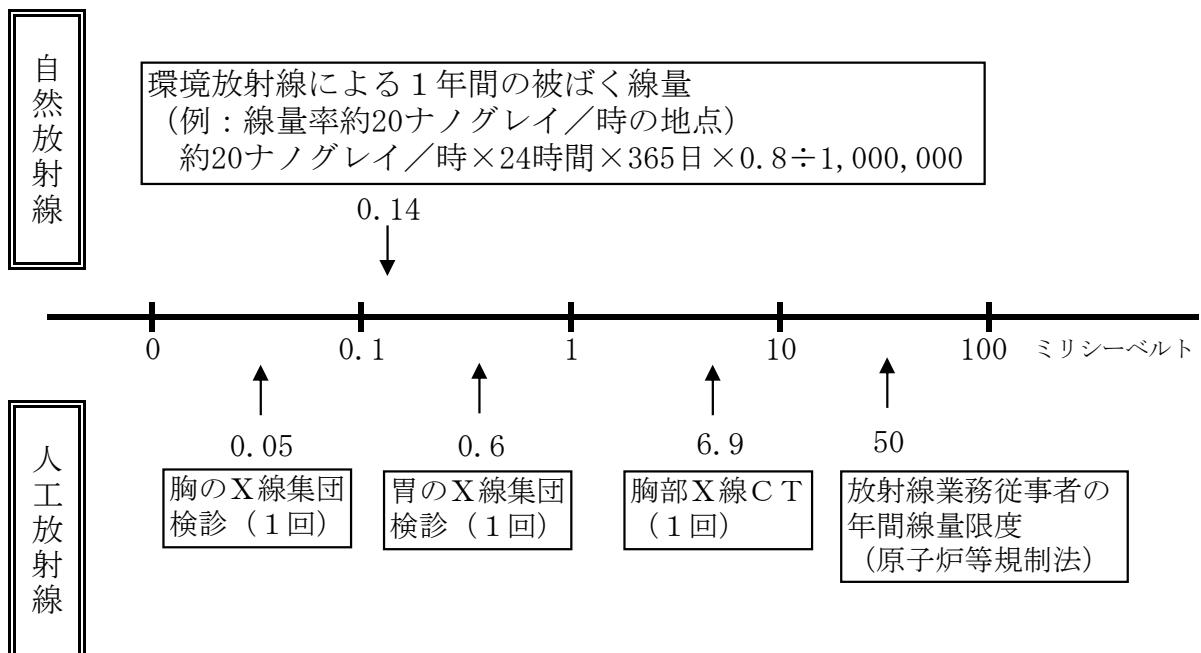 自然放射線
環境放射線による１年間の被ばく線量
（例：線量率約20ナノグレイ／時の地点）
約20ナノグレイ／時×24時間×365日×0.8÷1,000,000
0.14
0
0.1
1
10
100
ミリシーベルト
人工放射線
0.05
胸のＸ線集団
検診（１回）
0.6
胃のＸ線集団
検診（１回）
6.9
胸部Ｘ線ＣＴ
（１回）
50
放射線業務従事者の
年間線量限度
（原子炉等規制法）